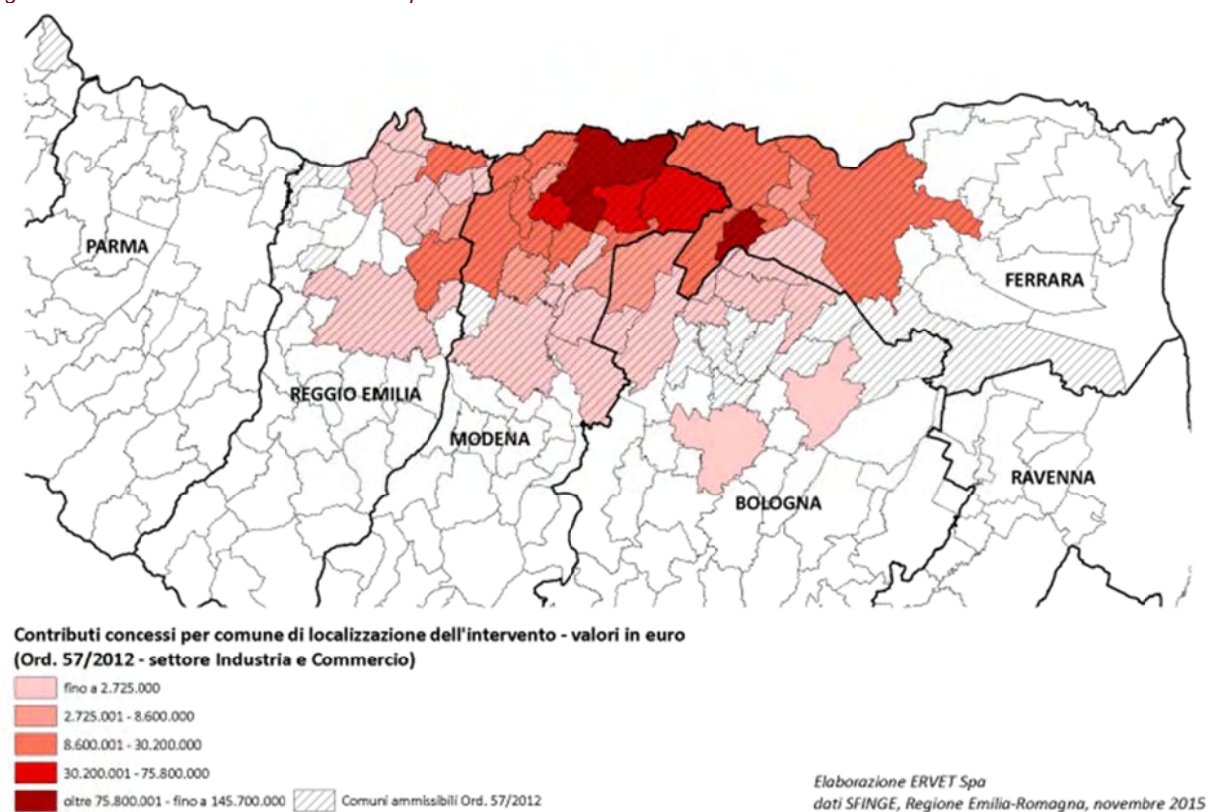 PARMA
FERRARA
REGGIO EMILIA
MODENA
RAVENNA
BOLOGNA
Contributi concessi per comune di localizzazione dell'intervento - valori in euro
(Ord. 57/2012 - settore Industria e Commercio)
fino a 2.725.000
2.725.001 - 8.600.000
8.600.001 - 30.200.000
30.200.001 - 75.800.000
oltre 75.800.001 - fino a 145.700.000
Comuni ammissibili Ord. 57/2012
Elaborazione ERVET Spa
dati SFINGE, Regione Emilia-Romagna, novembre 2015